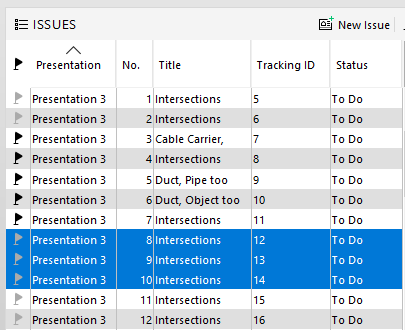 ISSUES New Issue
Presentation No. Title Tracking ID Status
Presentation 3 1 Intersections 5 To Do
Presentation 3 2 Intersections 6 To Do
Presentation 3 3 Cable Carrier, 7 To Do
Presentation 3 4 Intersections 8 To Do
Presentation 3 5 Duct, Pipe too 9 To Do
Presentation 3 6 Duct, Object too 10 To Do
Presentation 3 7 Intersections 11 To Do
Presentation 3 8 Intersections 12 To Do
Presentation 3 9 Intersections 13 To Do
Presentation 3 10 Intersections 14 To Do
Presentation 3 11 Intersections 15 To Do
Presentation 3 12 Intersections 16 To Do